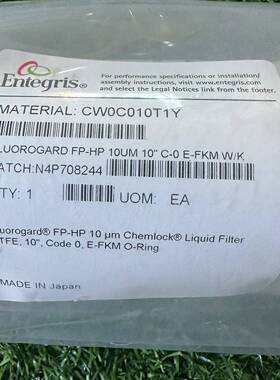 Entegris®
For performance specifications or installation/
assembly instructions, visit www.entegris.com and
select the Legal Notices link from the footer.
MATERIAL: CW0C010T1Y
LUOROGARD FP-HP 10UM 10" C-0 E-FKM W/K
ATCH:N4P708244
TY: 1 UOM: EA
uorogard® FP-HP 10 µm Chemlock® Liquid Filter
TFE, 10", Code 0, E-FKM O-Ring
MADE IN Japan